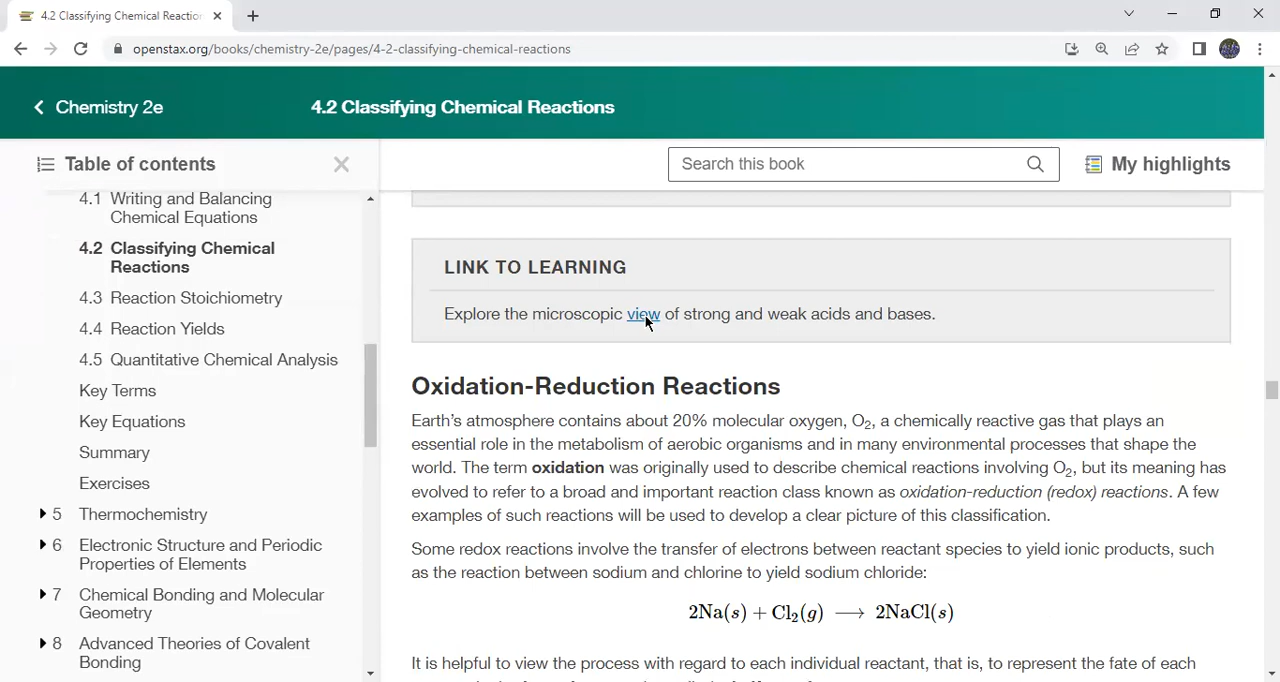 4.2 Classifying Chemical Reaction
openstax.org/books/chemistry-2e/pages/4-2-classifying-chemical-reactions
Chemistry 2e
4.2 Classifying Chemical Reactions
Table of contents
Search this book
My highlights
4.1 Writing and Balancing
Chemical Equations
4.2 Classifying Chemical
Reactions
4.3 Reaction Stoichiometry
4.4 Reaction Yields
4.5 Quantitative Chemical Analysis
Key Terms
Key Equations
Summary
Exercises
5 Thermochemistry
6 Electronic Structure and Periodic
Properties of Elements
7 Chemical Bonding and Molecular
Geometry
8 Advanced Theories of Covalent
Bonding
LINK TO LEARNING
Explore the microscopic view of strong and weak acids and bases.
Oxidation-Reduction Reactions
Earth's atmosphere contains about 20% molecular oxygen, O₂, a chemically reactive gas that plays an
essential role in the metabolism of aerobic organisms and in many environmental processes that shape the
world. The term oxidation was originally used to describe chemical reactions involving O₂, but its meaning has
evolved to refer to a broad and important reaction class known as oxidation-reduction (redox) reactions. A few
examples of such reactions will be used to develop a clear picture of this classification.
Some redox reactions involve the transfer of electrons between reactant species to yield ionic products, such
as the reaction between sodium and chlorine to yield sodium chloride:
2Na(s) + Cl₂(g) ⟶ 2NaCl(s)
It is helpful to view the process with regard to each individual reactant, that is, to represent the fate of each